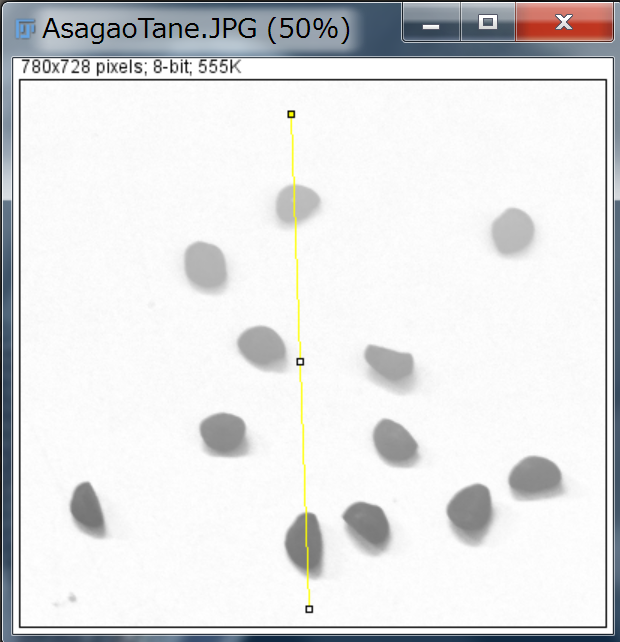 AsagaoTane.JPG (50%)
780x728 pixels; 8-bit; 555K